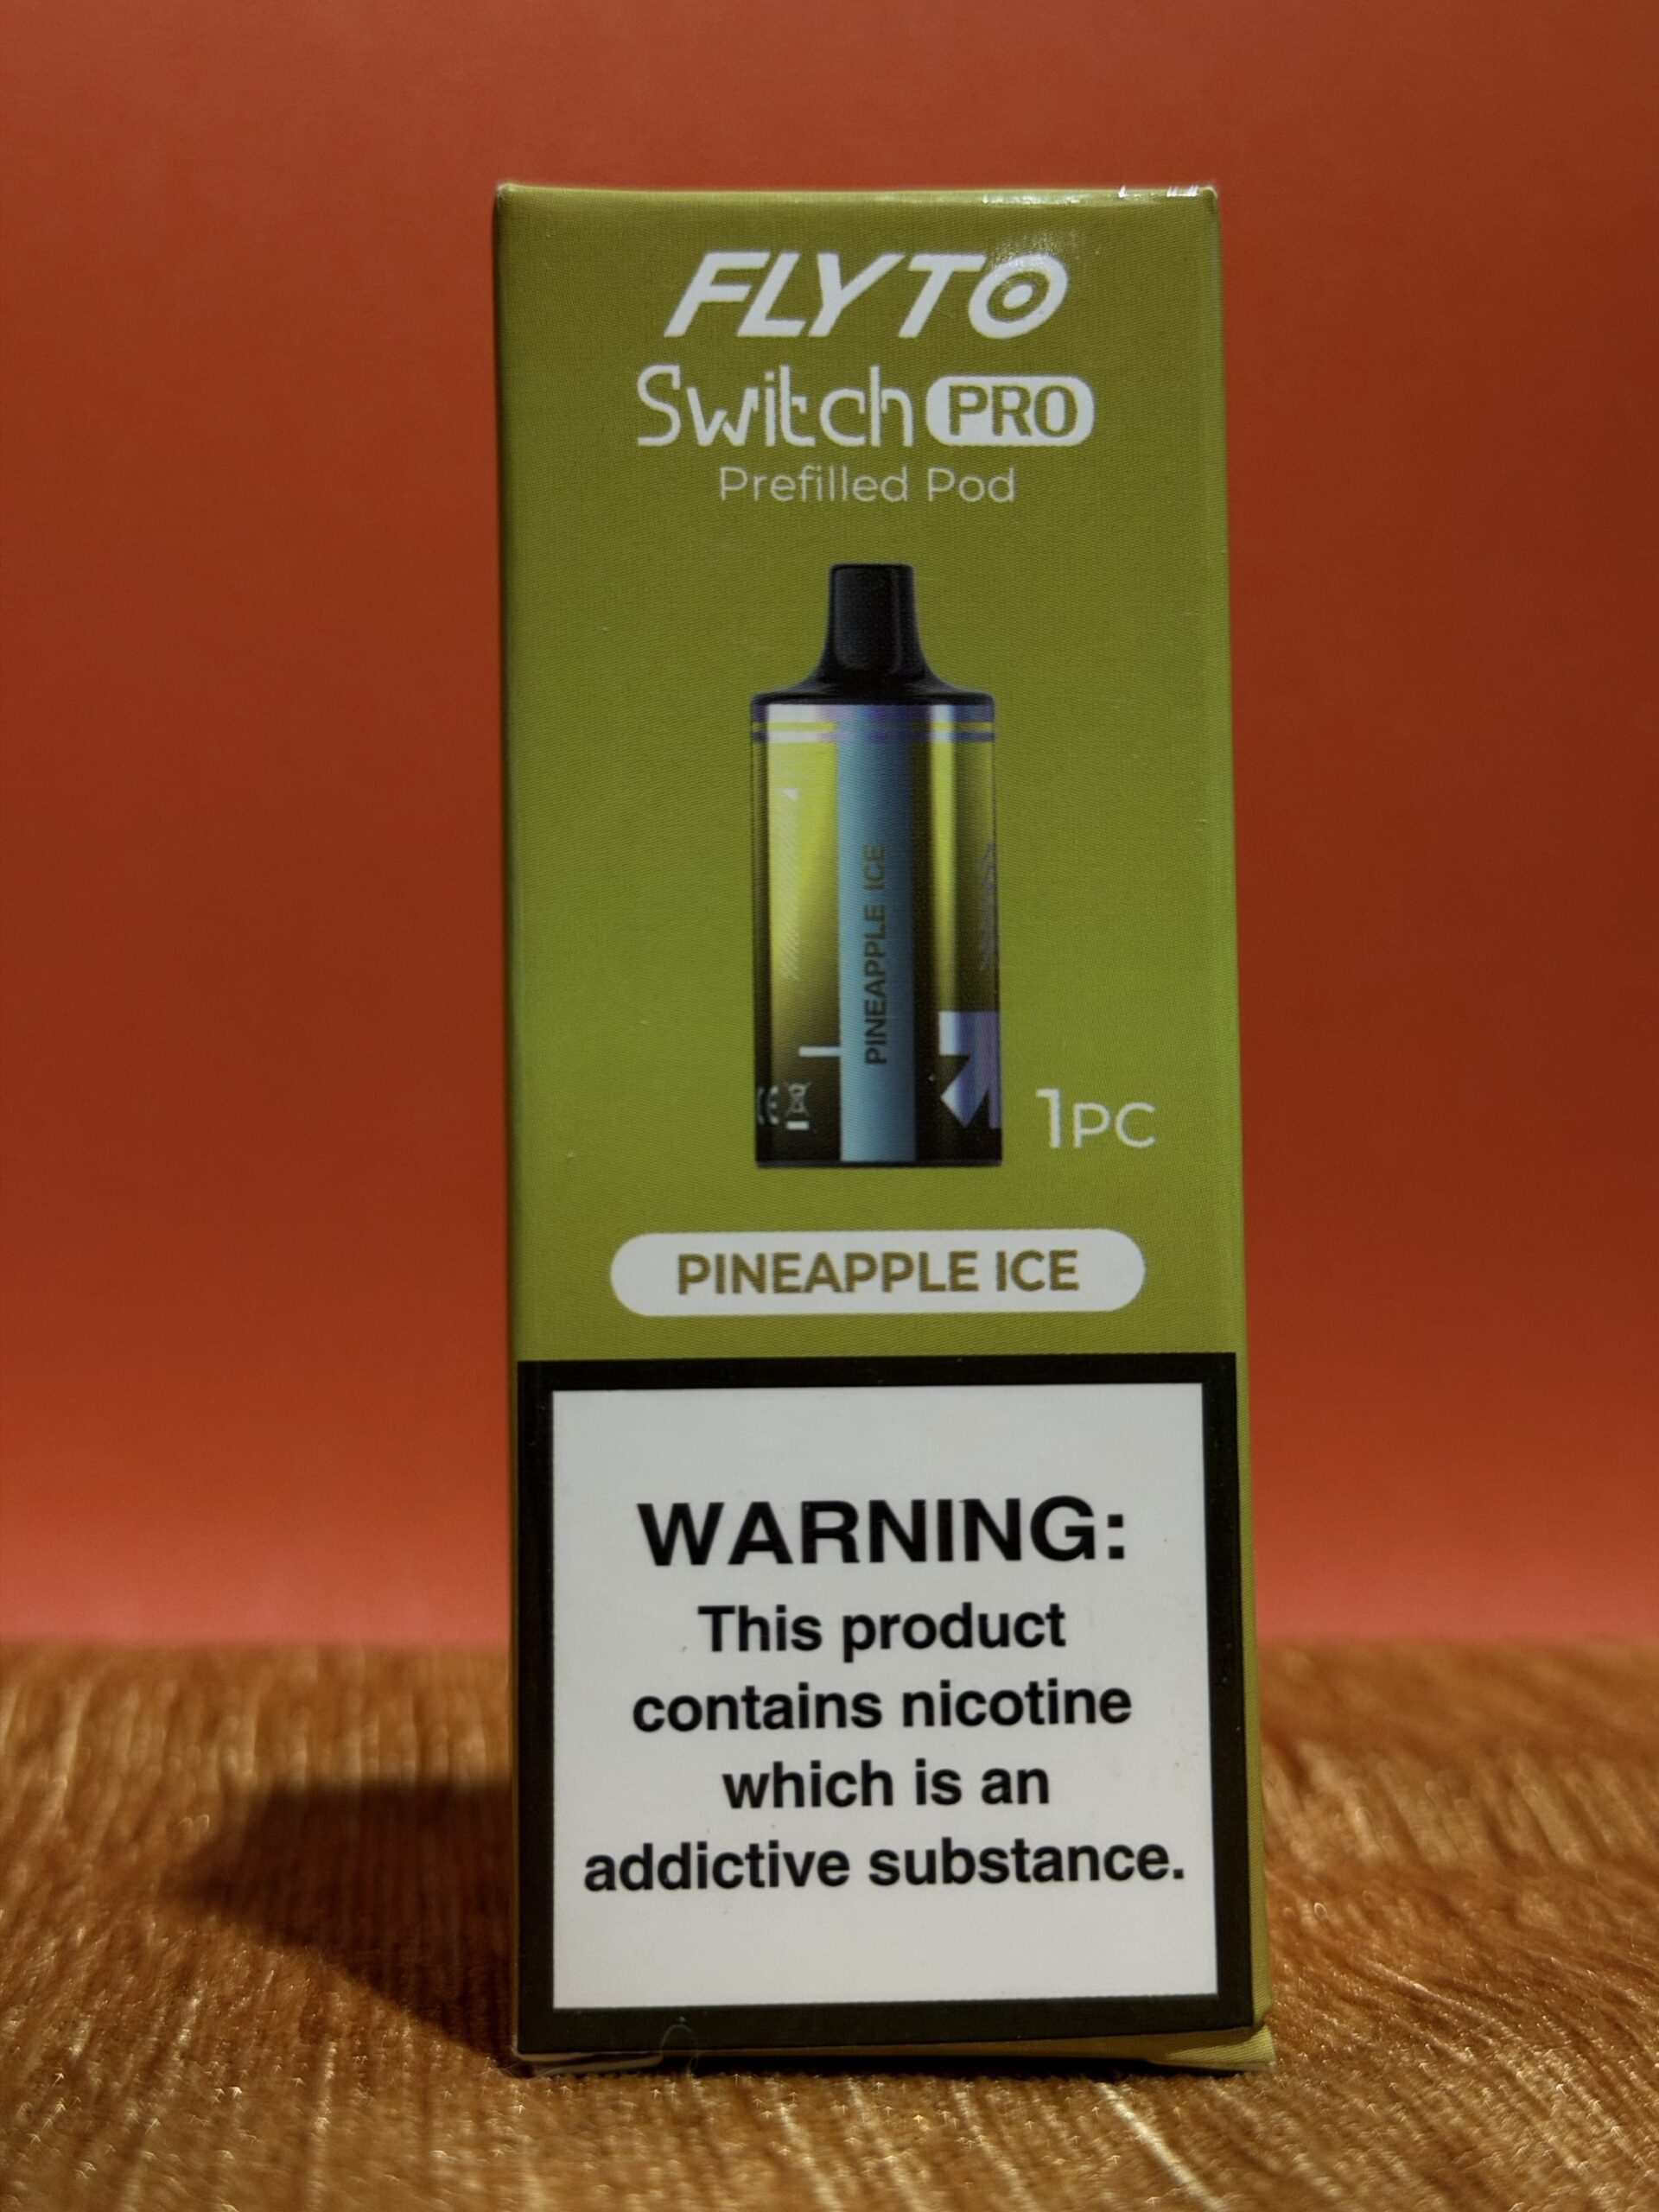 FLYTO
Switch PRO
Prefilled Pod
PINEAPPLE ICE
1PC
PINEAPPLE ICE
WARNING:
This product
contains nicotine
which is an
addictive substance.